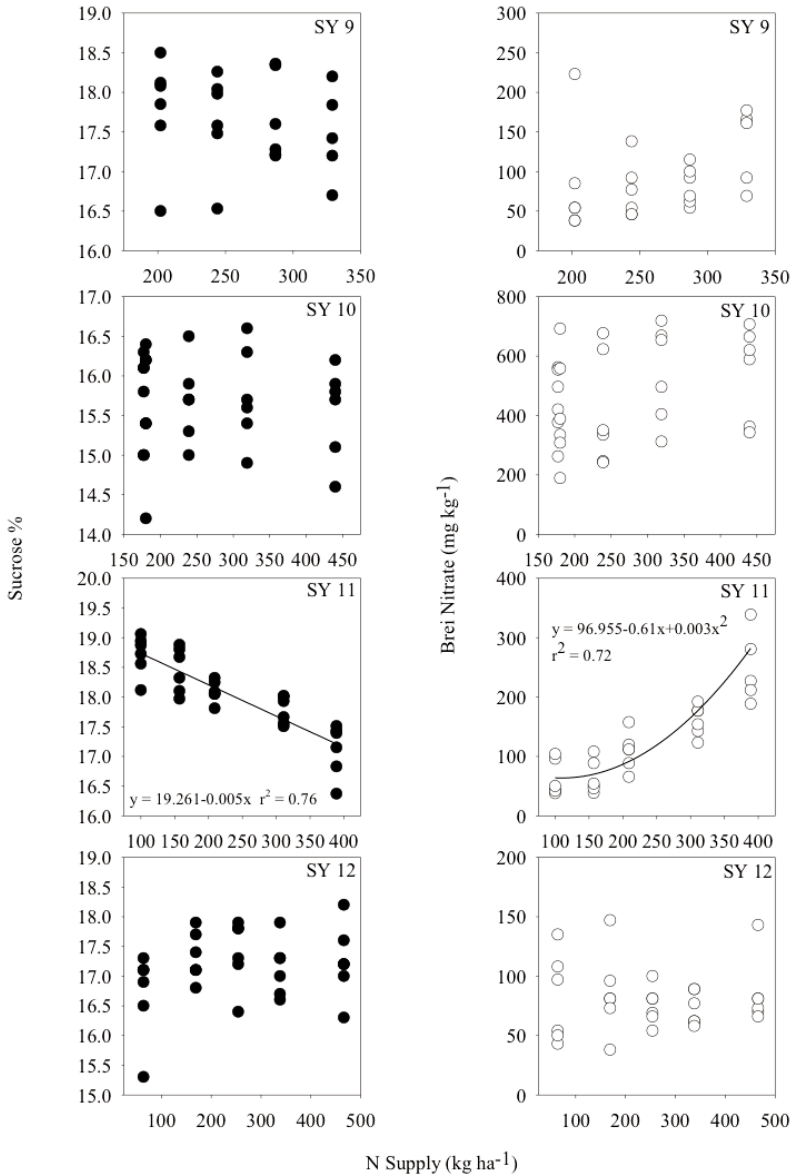 SY 9
19.0
18.5
18.0
17.5
17.0
16.5
16.0
200 250 300 350
SY 9
300
250
200
150
100
50
0
200 250 300 350
SY 10
17.0
16.5
16.0
15.5
15.0
14.5
14.0
150 200 250 300 350 400 450
SY 10
800
600
400
200
0
150 200 250 300 350 400 450
Sucrose %
Brei Nitrate (mg kg-1)
SY 11
20.0
19.5
19.0
18.5
18.0
17.5
17.0
16.5
16.0
y = 19.261-0.005x r2 = 0.76
100 150 200 250 300 350 400
SY 11
400
300
200
100
0
y = 96.955-0.61x+0.003x2
r2 = 0.72
100 150 200 250 300 350 400
SY 12
19.0
18.5
18.0
17.5
17.0
16.5
16.0
15.5
15.0
100 200 300 400 500
SY 12
200
150
100
50
0
100 200 300 400 500
N Supply (kg ha-1)